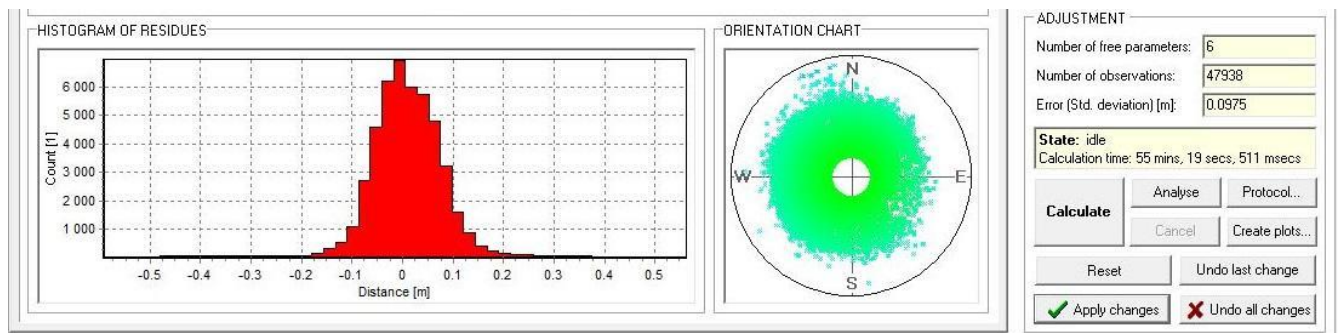 HISTOGRAM OF RESIDUES
6 000
5 000
4 000
3 000
2 000
1 000
Count [1]
-0.5 -0.4 -0.3 -0.2 -0.1 0 0.1 0.2 0.3 0.4 0.5
Distance [m]
ORIENTATION CHART
N
W E
S
ADJUSTMENT
Number of free parameters: 6
Number of observations: 47938
Error (Std. deviation) [m]: 0.0975
State: idle
Calculation time: 55 mins, 19 secs, 511 msecs
Calculate
Analyse Protocol...
Cancel Create plots...
Reset Undo last change
Apply changes Undo all changes